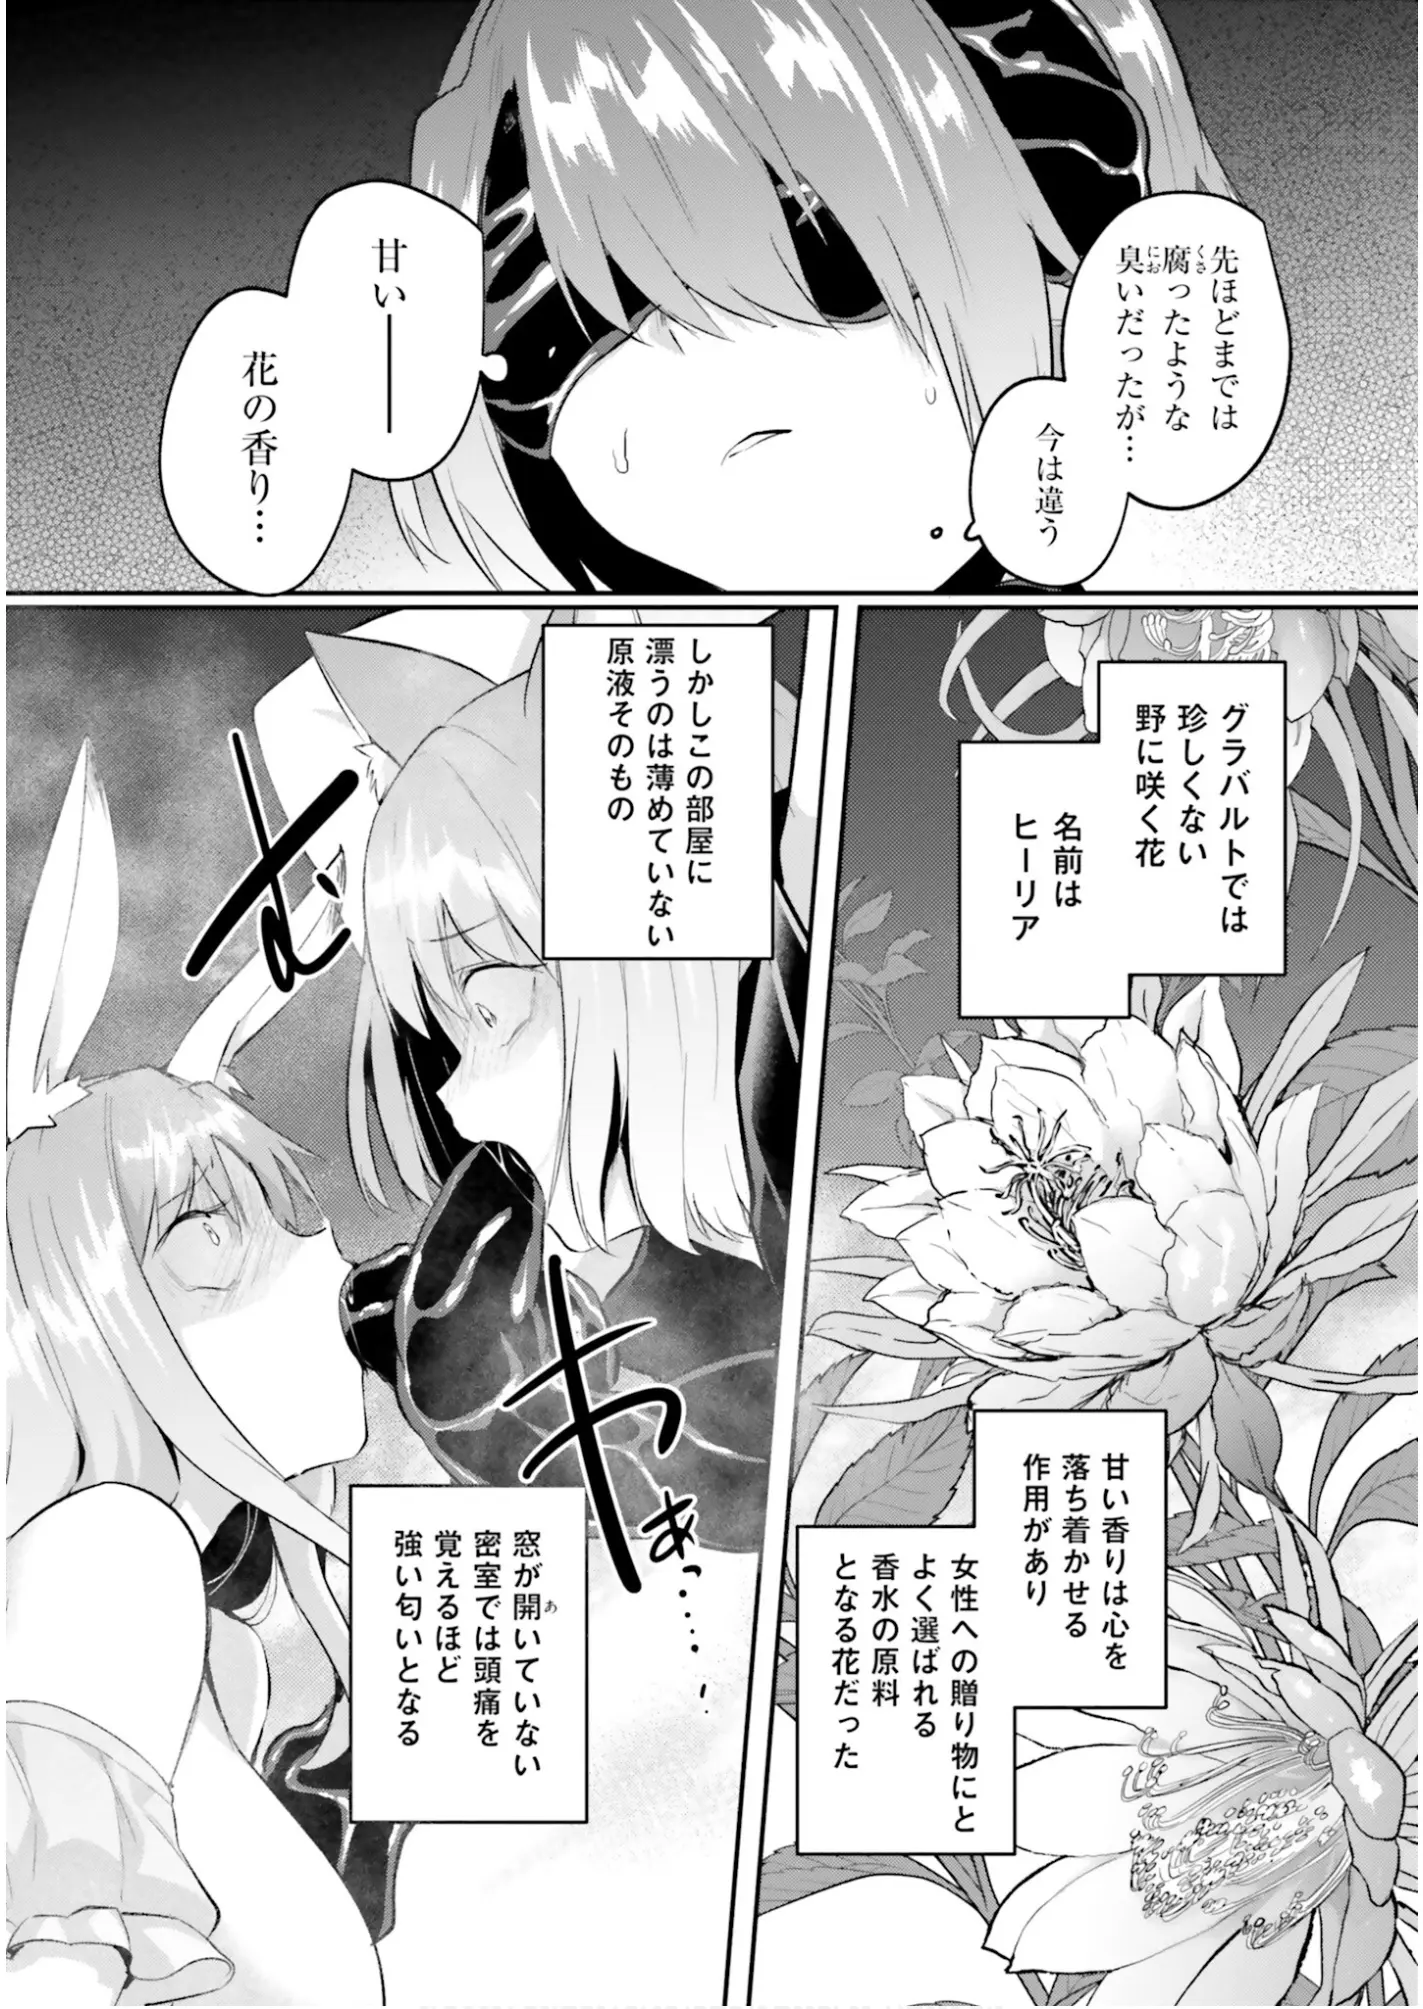 先ほどまでは
腐ったような
臭いだったが…
今は違う
甘い――
花の香り…
グラバルトでは
珍しくない
野に咲く花
名前は
ヒーリア
甘い香りは心を
落ち着かせる
作用があり
女性への贈り物にと
よく選ばれる
香水の原料
となる花だった
しかしこの部屋に
漂うのは薄めていない
原液そのもの
むわぁ……
窓が開いていない
密室では頭痛を
覚えるほど
強い匂いとなる